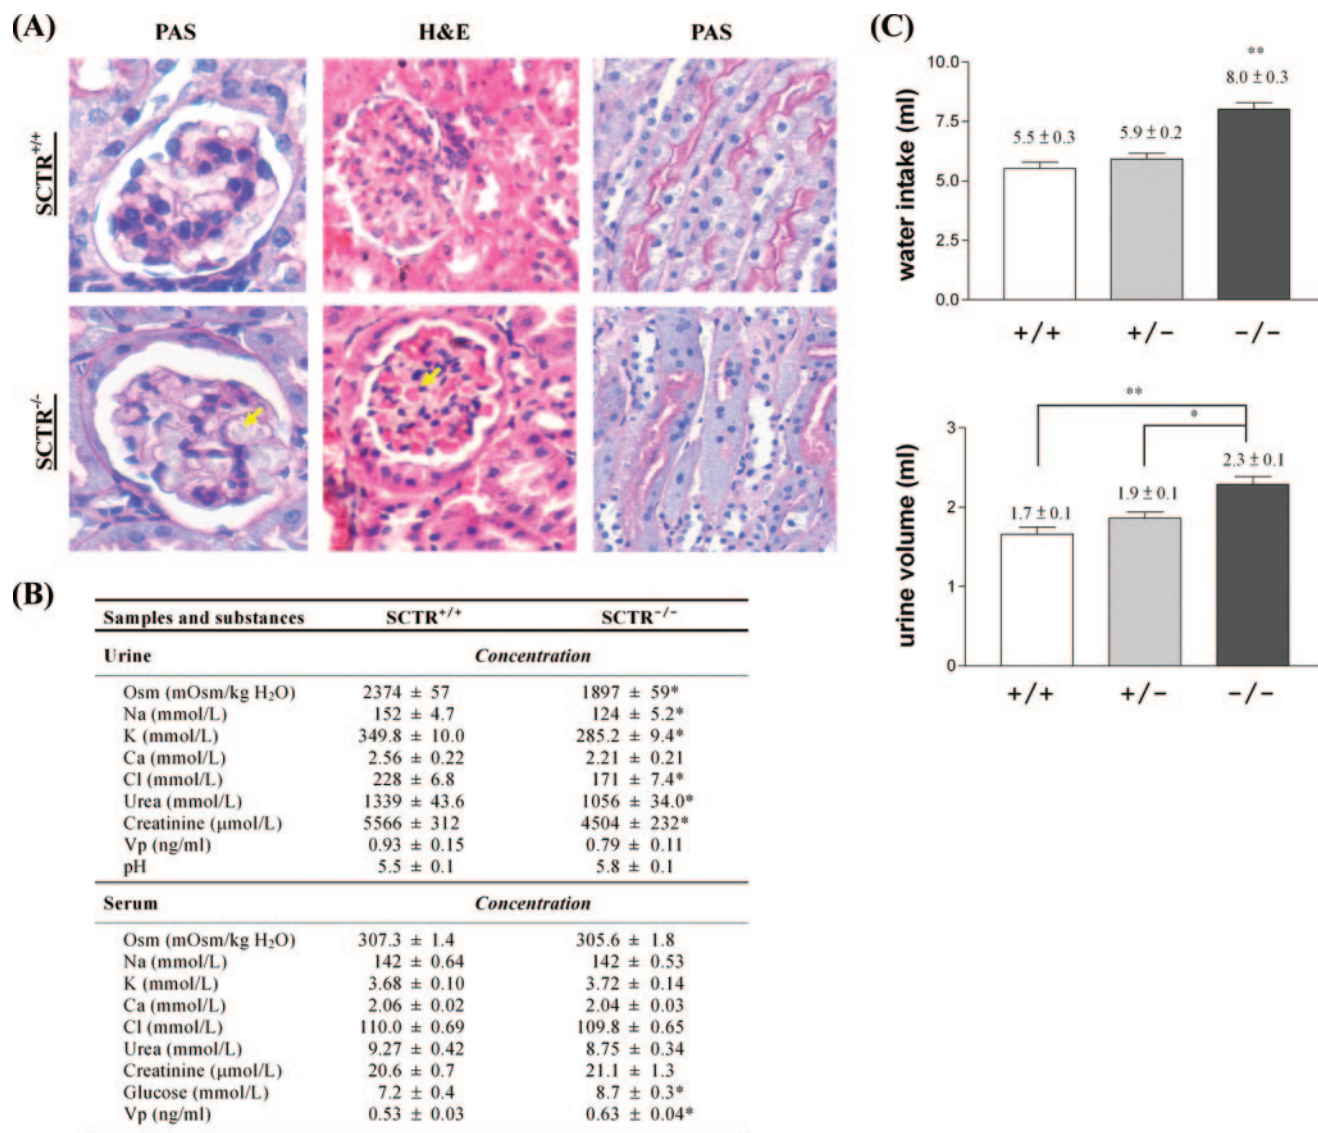 (A)
PAS H&E PAS
SCTR+/+
SCTR-/-
(B)
Samples and substances SCTR+/+ SCTR−/−
Urine Concentration
Osm (mOsm/kg H2O) 2374 ± 57 1897 ± 59*
Na (mmol/L) 152 ± 4.7 124 ± 5.2*
K (mmol/L) 349.8 ± 10.0 285.2 ± 9.4*
Ca (mmol/L) 2.56 ± 0.22 2.21 ± 0.21
Cl (mmol/L) 228 ± 6.8 171 ± 7.4*
Urea (mmol/L) 1339 ± 43.6 1056 ± 34.0*
Creatinine (μmol/L) 5566 ± 312 4504 ± 232*
Vp (ng/ml) 0.93 ± 0.15 0.79 ± 0.11
pH 5.5 ± 0.1 5.8 ± 0.1
Serum Concentration
Osm (mOsm/kg H2O) 307.3 ± 1.4 305.6 ± 1.8
Na (mmol/L) 142 ± 0.64 142 ± 0.53
K (mmol/L) 3.68 ± 0.10 3.72 ± 0.14
Ca (mmol/L) 2.06 ± 0.02 2.04 ± 0.03
Cl (mmol/L) 110.0 ± 0.69 109.8 ± 0.65
Urea (mmol/L) 9.27 ± 0.42 8.75 ± 0.34
Creatinine (μmol/L) 20.6 ± 0.7 21.1 ± 1.3
Glucose (mmol/L) 7.2 ± 0.4 8.7 ± 0.3*
Vp (ng/ml) 0.53 ± 0.03 0.63 ± 0.04*
(C)
water intake (ml)
10.0
7.5
5.0
2.5
0.0
**
5.5 ± 0.3 5.9 ± 0.2 8.0 ± 0.3
+/+ +/− −/−
urine volume (ml)
3
2
1
0
**
*
1.7 ± 0.1 1.9 ± 0.1 2.3 ± 0.1
+/+ +/− −/−